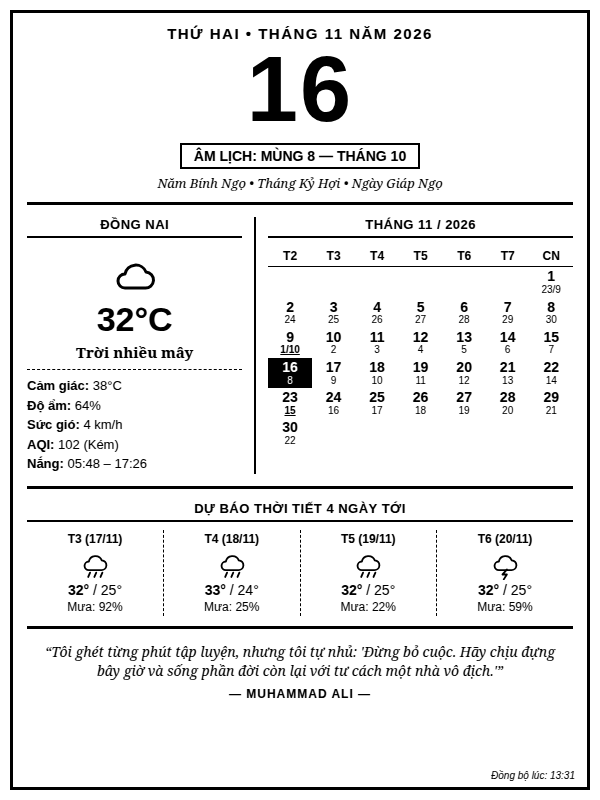 THỨ HAI • THÁNG 11 NĂM 2026
16
ÂM LỊCH: MÙNG 8 — THÁNG 10
Năm Bính Ngọ • Tháng Kỷ Hợi • Ngày Giáp Ngọ
ĐỒNG NAI
32°C
Trời nhiều mây
Cảm giác: 38°C
Độ ẩm: 64%
Sức gió: 4 km/h
AQI: 102 (Kém)
Nắng: 05:48 – 17:26
THÁNG 11 / 2026
T2 T3 T4 T5 T6 T7 CN
1
23/9
2 3 4 5 6 7 8
24 25 26 27 28 29 30
9 10 11 12 13 14 15
1/10 2 3 4 5 6 7
16 17 18 19 20 21 22
8 9 10 11 12 13 14
23 24 25 26 27 28 29
15 16 17 18 19 20 21
30
22
DỰ BÁO THỜI TIẾT 4 NGÀY TỚI
T3 (17/11) T4 (18/11) T5 (19/11) T6 (20/11)
32° / 25° 33° / 24° 32° / 25° 32° / 25°
Mưa: 92% Mưa: 25% Mưa: 22% Mưa: 59%
“Tôi ghét từng phút tập luyện, nhưng tôi tự nhủ: 'Đừng bỏ cuộc. Hãy chịu đựng
bây giờ và sống phần đời còn lại với tư cách một nhà vô địch.'”
— MUHAMMAD ALI —
Đồng bộ lúc: 13:31